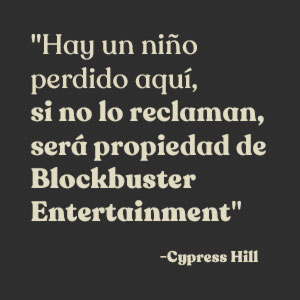 "Hay un niño
perdido aquí,
si no lo reclaman,
será propiedad de
Blockbuster
Entertainment"
-Cypress Hill